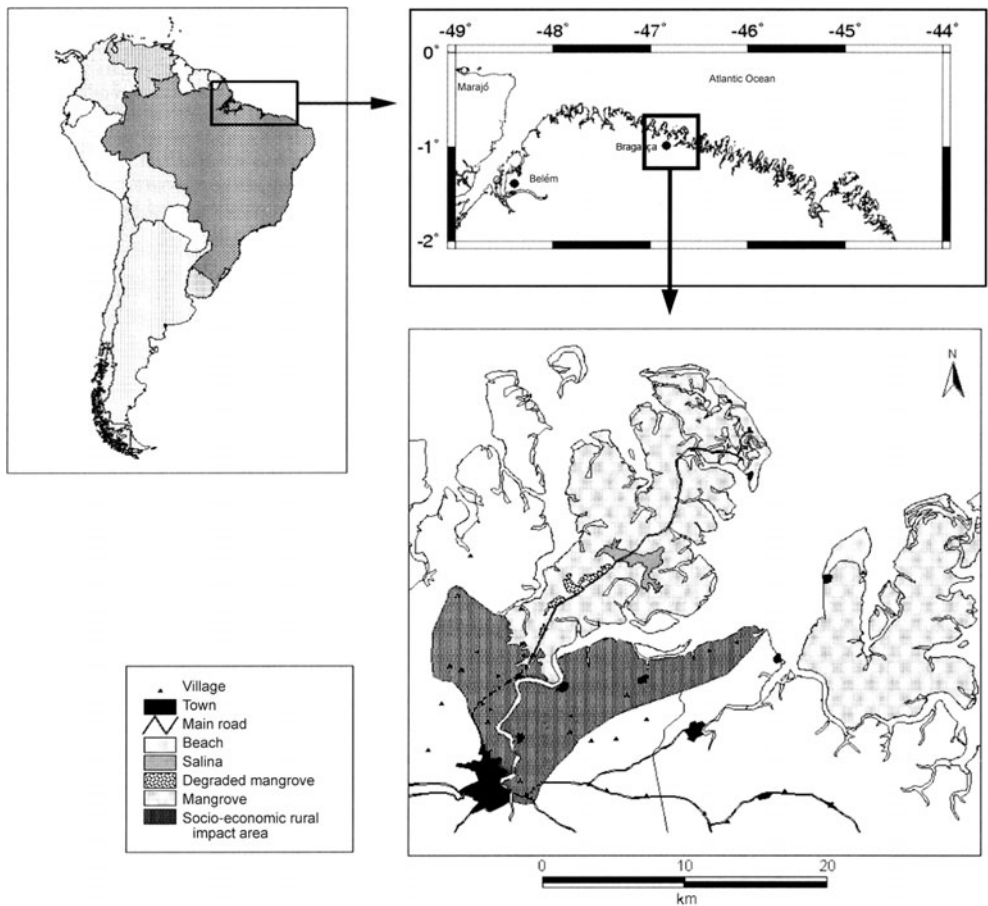 -49° -48° -47° -46° -45° -44°
0°
Atlantic Ocean
Marajó
-1°
Bragança
Belém
-2°
N
Village
Town
Main road
Beach
Salina
Degraded mangrove
Mangrove
Socio-economic rural
impact area
0 10 20
km